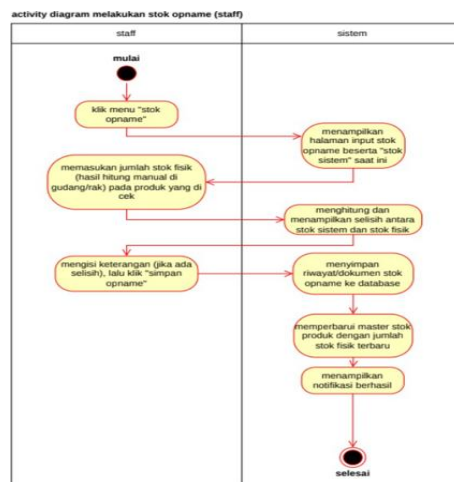 activity diagram melakukan stok opname (staff)
staff
sistem
mulai
klik menu "stok
opname"
menampilkan
halaman input stok
opname beserta "stok
sistem" saat ini
memasukan jumlah stok fisik
(hasil hitung manual di
gudang/rak) pada produk yang di
cek
menghitung dan
menampilkan selisih antara
stok sistem dan stok fisik
mengisi keterangan (jika ada
selisih), lalu klik "simpan
opname"
menyimpan
riwayat/dokumen stok
opname ke database
memperbarui master stok
produk dengan jumlah
stok fisik terbaru
menampilkan
notifikasi berhasil
selesai